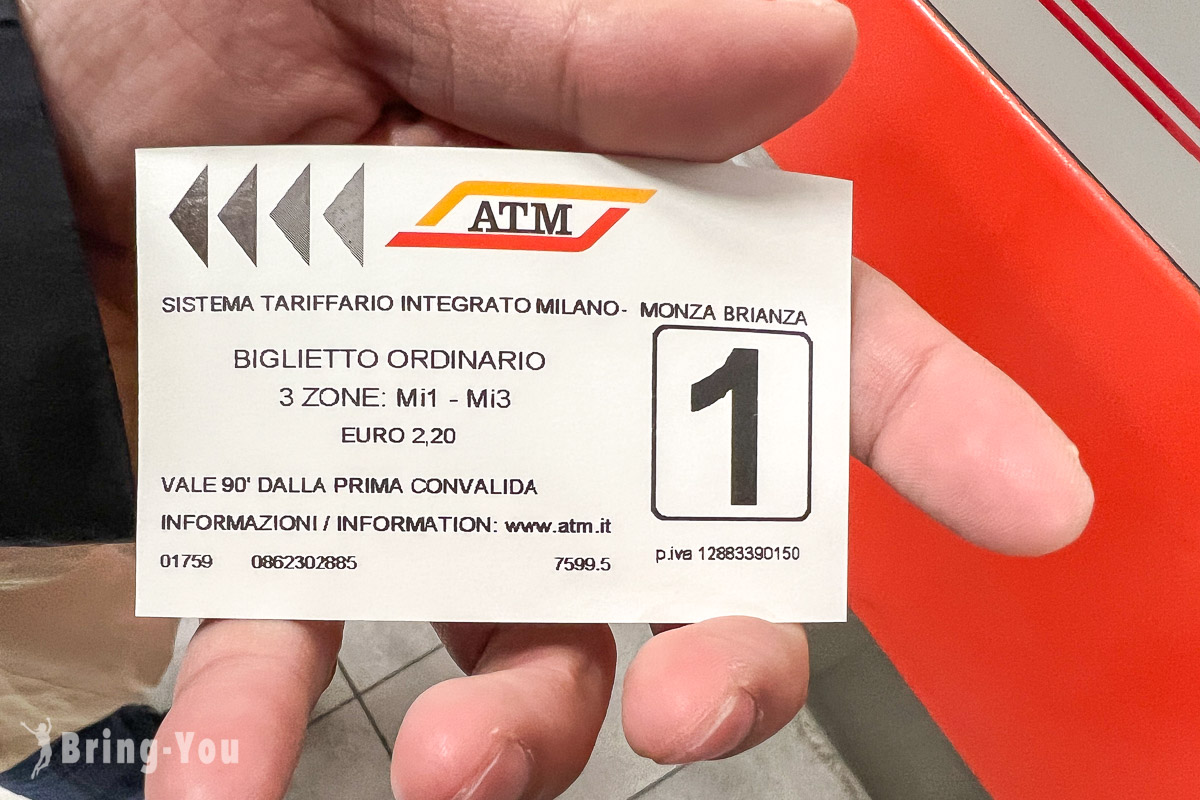 ATM
SISTEMA TARIFFARIO INTEGRATO MILANO- MONZA BRIANZA
BIGLIETTO ORDINARIO
3 ZONE: Mi1 - Mi3
EURO 2,20
1
VALE 90' DALLA PRIMA CONVALIDA
INFORMAZIONI / INFORMATION: www.atm.it
01759 0862302885 7599.5 p.iva 12883390150
Bring-You